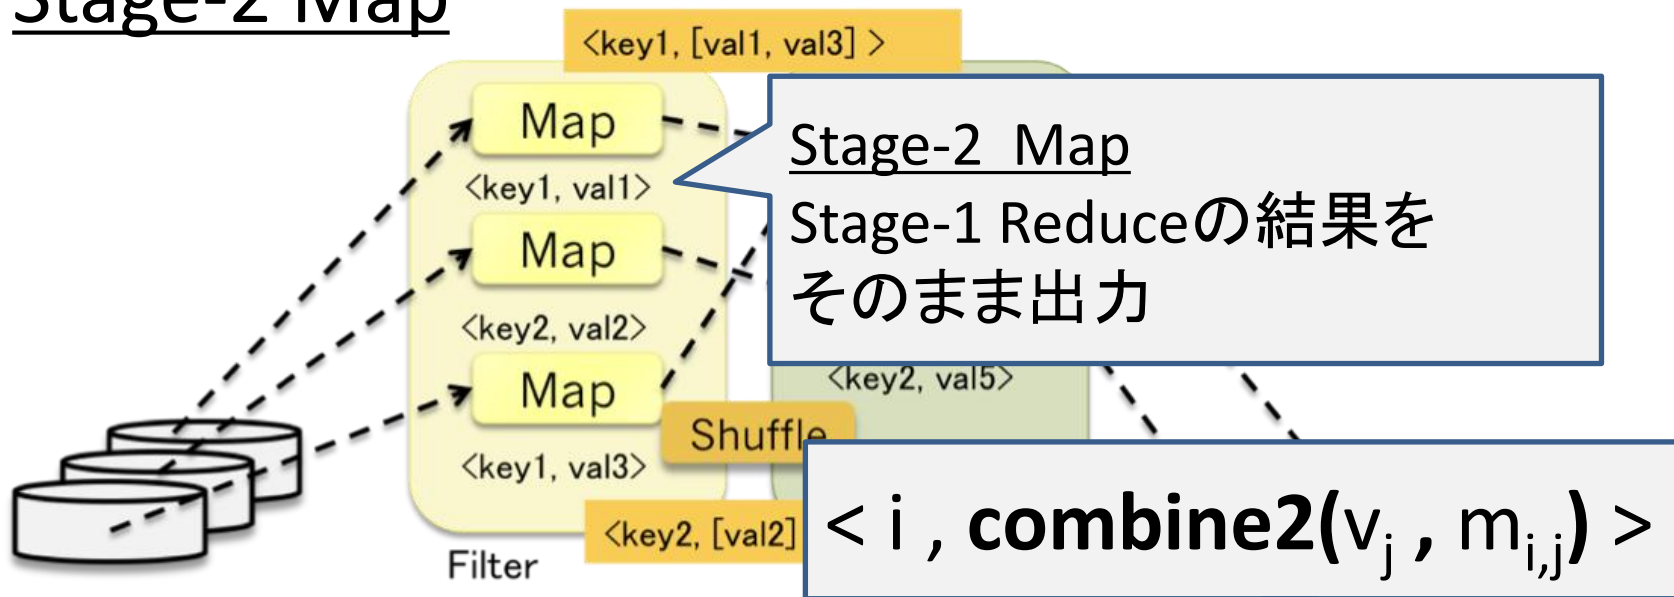 Stage-2 Map
<key1, [val1, val3] >
Map
<key1, val1>
Map
<key2, val2>
Map
<key1, val3>
Filter
Stage-2 Map
Stage-1 Reduceの結果を
そのまま出力
<key2, val5>
Shuffle
<key2, [val2]
< i , combine2(vj , mi,j) >